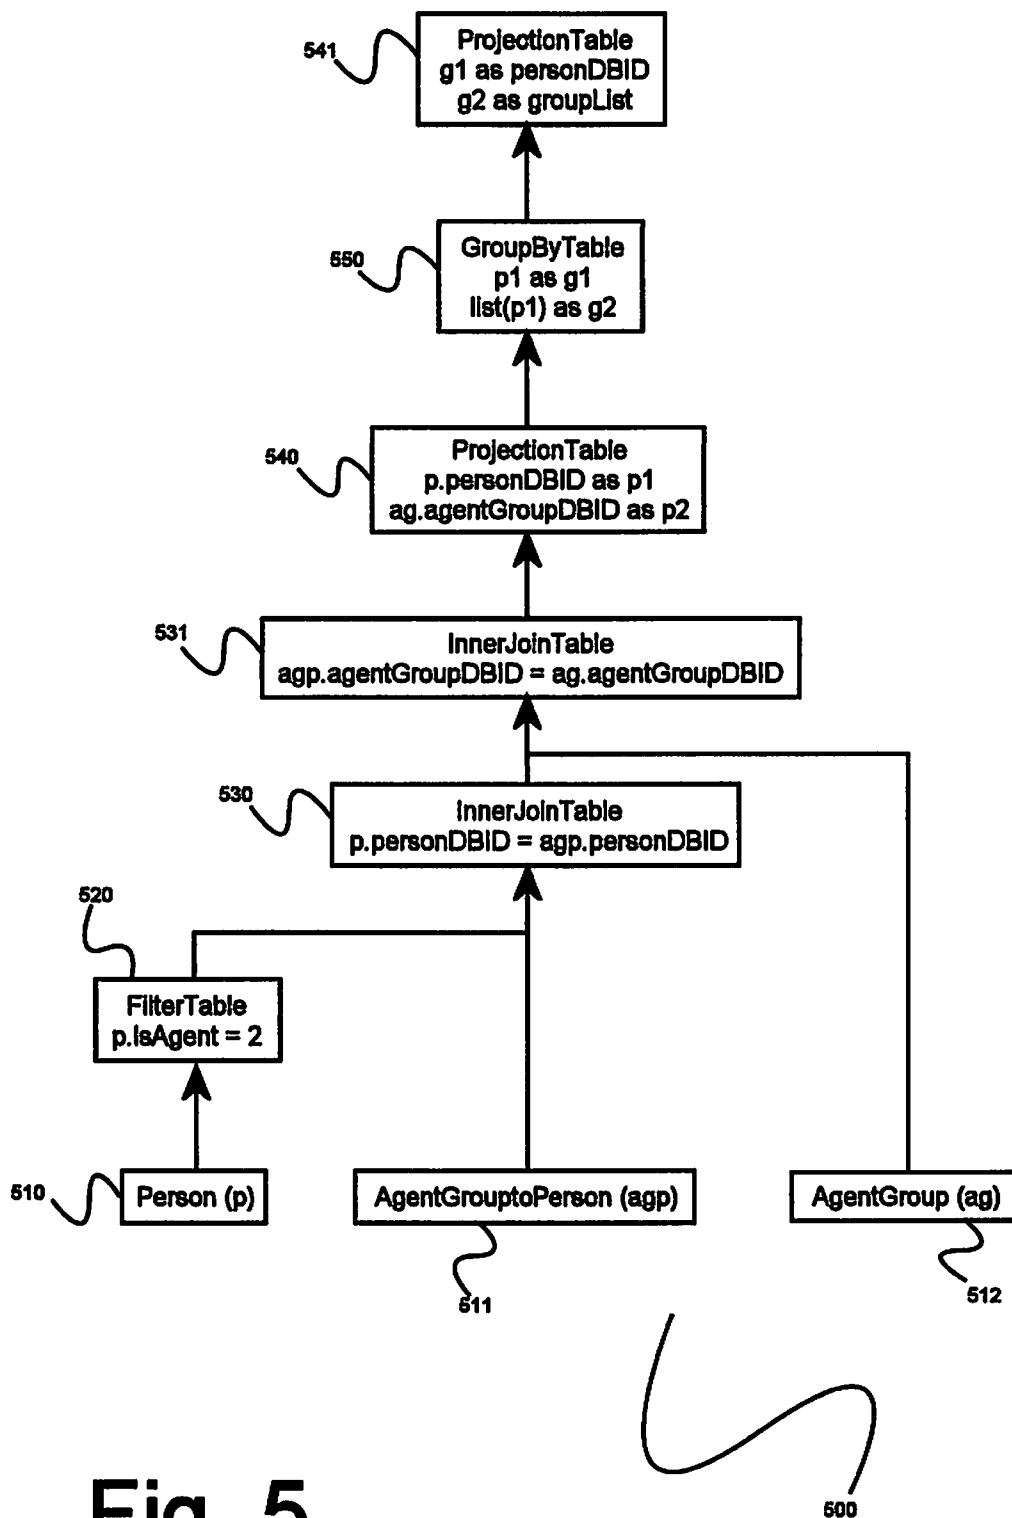 541
ProjectionTable
g1 as personDBID
g2 as groupList
550
GroupByTable
p1 as g1
list(p1) as g2
540
ProjectionTable
p.personDBID as p1
ag.agentGroupDBID as p2
531
InnerJoinTable
agp.agentGroupDBID = ag.agentGroupDBID
530
InnerJoinTable
p.personDBID = agp.personDBID
520
FilterTable
p.IsAgent = 2
510
Person (p)
AgentGrouptoPerson (agp)
AgentGroup (ag)
511
512
500
Fig. 5